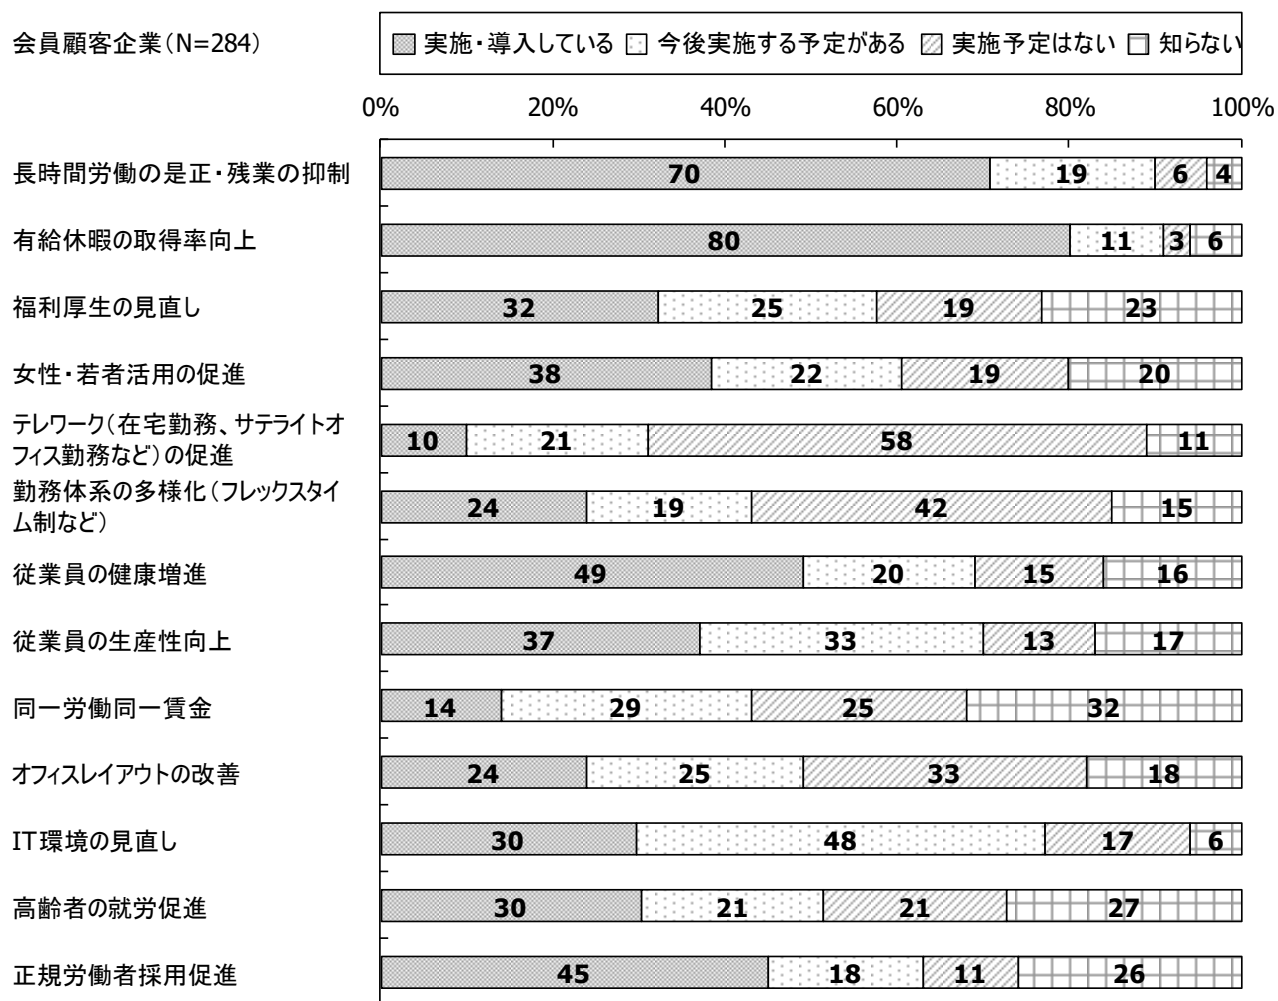 会員顧客企業(N=284)
実施・導入している 今後実施する予定がある 実施予定はない 知らない
0% 20% 40% 60% 80% 100%
長時間労働の是正・残業の抑制 70 19 6 4
有給休暇の取得率向上 80 11 3 6
福利厚生の見直し 32 25 19 23
女性・若者活用の促進 38 22 19 20
テレワーク(在宅勤務、サテライトオ
フィス勤務など)の促進 10 21 58 11
勤務体系の多様化(フレックスタイ
ム制など) 24 19 42 15
従業員の健康増進 49 20 15 16
従業員の生産性向上 37 33 13 17
同一労働同一賃金 14 29 25 32
オフィスレイアウトの改善 24 25 33 18
IT環境の見直し 30 48 17 6
高齢者の就労促進 30 21 21 27
正規労働者採用促進 45 18 11 26